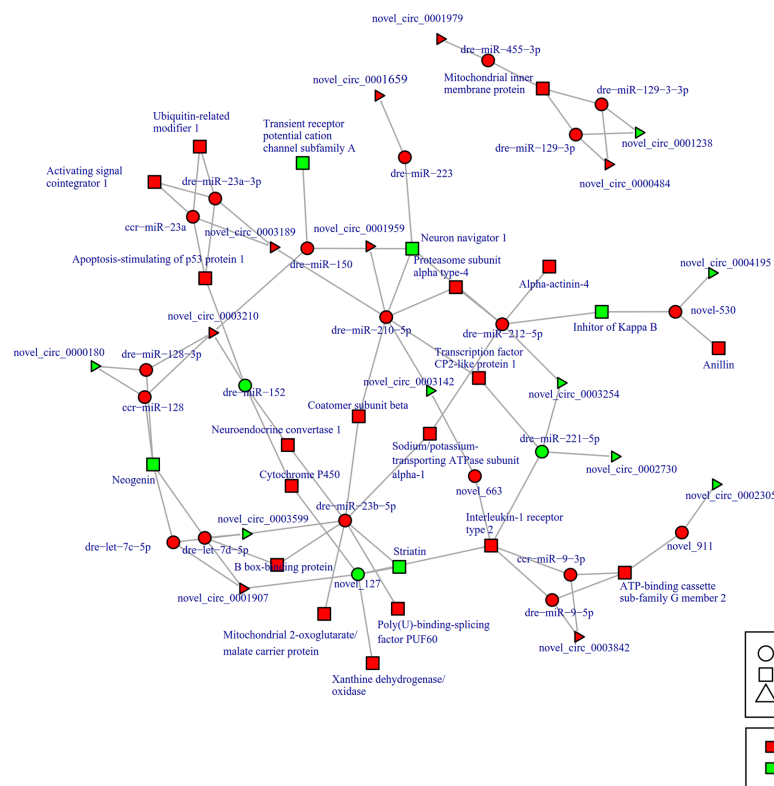 novel_circ_0001979
dre−miR−455−3p
novel_circ_0001659
Mitochondrial inner
membrane protein
dre−miR−129−3−3p
Ubiquitin-related
modifier 1
Transient receptor
potential cation
channel subfamily A
dre−miR−129−3p
novel_circ_0001238
Activating signal
cointegrator 1
dre−miR−23a−3p
dre−miR−223
novel_circ_0000484
ccr−miR−23a
novel_circ_0003189
novel_circ_0001959
Neuron navigator 1
Apoptosis-stimulating of p53 protein 1
dre−miR−150
Proteasome subunit
alpha type-4
Alpha-actinin-4
novel_circ_0004195
novel_circ_0003210
dre−miR−210−5p
dre−miR−212−5p
Inhitor of Kappa B
novel−530
novel_circ_0000180
dre−miR−128−3p
Transcription factor
CP2-like protein 1
Anillin
ccr−miR−128
dre−miR−152
novel_circ_0003142
novel_circ_0003254
Coatomer subunit beta
Neuroendocrine convertase 1
Sodium/potassium-
transporting ATPase subunit
alpha-1
dre−miR−221−5p
novel_circ_0002730
Neogenin
Cytochrome P450
novel_663
novel_circ_0002305
dre−miR−23b−5p
novel_circ_0003599
Interleukin-1 receptor
type 2
dre−let−7c−5p
dre−let−7d−5p
Striatin
novel_911
B box-binding protein
novel_127
ccr−miR−9−3p
novel_circ_0001907
ATP-binding cassette
sub-family G member 2
dre−miR−9−5p
Mitochondrial 2-oxoglutarate/
malate carrier protein
Poly(U)-binding-splicing
factor PUF60
novel_circ_0003842
Xanthine dehydrogenase/
oxidase